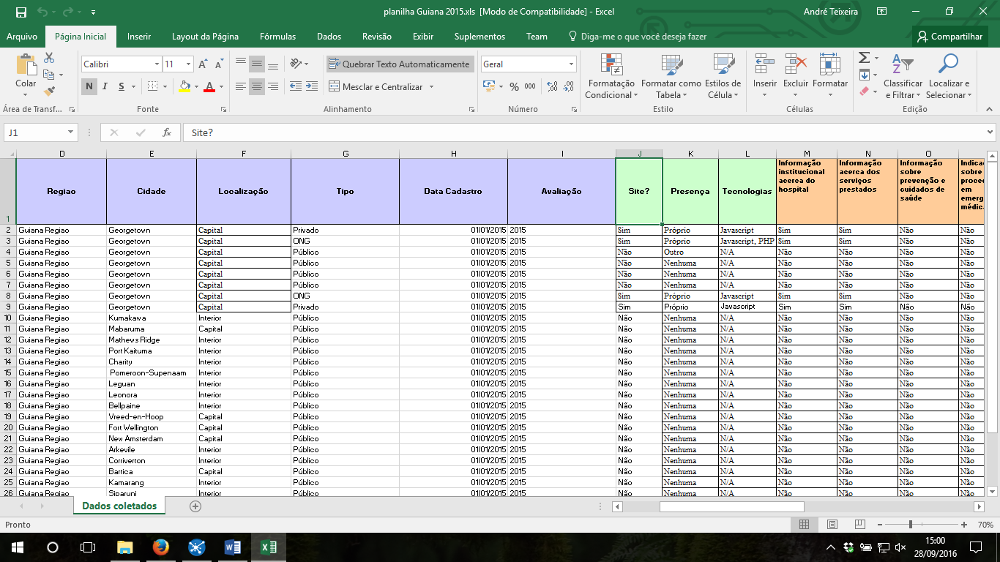 planilha Guiana 2015.xls [Modo de Compatibilidade] - Excel
André Teixeira
Arquivo Página Inicial Inserir Layout da Página Fórmulas Dados Revisão Exibir Suplementos Team Diga-me o que você deseja fazer Compartilhar
Colar
Calibri 11
N I S
Quebrar Texto Automaticamente
Mesclar e Centralizar
Geral
% 000
Formatação Condicional
Formatar como Tabela
Estilos de Célula
Inserir Excluir Formatar
Classificar e Filtrar
Localizar e Selecionar
Área de Transf... Fonte Alinhamento Número Estilo Células Edição
J1 fx Site?
D E F G H I J K L M N O
1 Regiao Cidade Localização Tipo Data Cadastro Avaliação Site? Presença Tecnologias Informação institucional acerca do hospital Informação acerca dos serviços prestados Informação sobre prevenção e cuidados de saúde
2 Guiana Regiao Georgetown Capital Privado 01/01/2015 2015 Sim Próprio Javascript Sim Sim Não Não
3 Guiana Regiao Georgetown Capital ONG 01/01/2015 2015 Sim Próprio Javascript, PHP Sim Sim Não Não
4 Guiana Regiao Georgetown Capital Público 01/01/2015 2015 Não Outro N/A Não Não Não Não
5 Guiana Regiao Georgetown Capital Público 01/01/2015 2015 Não Nenhuma N/A Não Não Não Não
6 Guiana Regiao Georgetown Capital Público 01/01/2015 2015 Não Nenhuma N/A Não Não Não Não
7 Guiana Regiao Georgetown Capital Público 01/01/2015 2015 Não Nenhuma N/A Não Não Não Não
8 Guiana Regiao Georgetown Capital ONG 01/01/2015 2015 Sim Próprio Javascript Sim Sim Não Não
9 Guiana Regiao Georgetown Capital Privado 01/01/2015 2015 Sim Próprio Javascript Sim Sim Não Não
10 Guiana Regiao Kumakawa Interior Público 01/01/2015 2015 Não Nenhuma N/A Não Não Não Não
11 Guiana Regiao Mabaruma Capital Público 01/01/2015 2015 Não Nenhuma N/A Não Não Não Não
12 Guiana Regiao Mathews Ridge Interior Público 01/01/2015 2015 Não Nenhuma N/A Não Não Não Não
13 Guiana Regiao Port Kaituma Interior Público 01/01/2015 2015 Não Nenhuma N/A Não Não Não Não
14 Guiana Regiao Charity Interior Público 01/01/2015 2015 Não Nenhuma N/A Não Não Não Não
15 Guiana Regiao Pomeroon-Supenaam Interior Público 01/01/2015 2015 Não Nenhuma N/A Não Não Não Não
16 Guiana Regiao Leguan Interior Público 01/01/2015 2015 Não Nenhuma N/A Não Não Não Não
17 Guiana Regiao Leonora Interior Público 01/01/2015 2015 Não Nenhuma N/A Não Não Não Não
18 Guiana Regiao Bellpaine Interior Público 01/01/2015 2015 Não Nenhuma N/A Não Não Não Não
19 Guiana Regiao Vreed-en-Hoop Capital Público 01/01/2015 2015 Não Nenhuma N/A Não Não Não Não
20 Guiana Regiao Fort Wellington Capital Público 01/01/2015 2015 Não Nenhuma N/A Não Não Não Não
21 Guiana Regiao New Amsterdam Capital Público 01/01/2015 2015 Não Nenhuma N/A Não Não Não Não
22 Guiana Regiao Arkevile Interior Público 01/01/2015 2015 Não Nenhuma N/A Não Não Não Não
23 Guiana Regiao Corriverton Interior Público 01/01/2015 2015 Não Nenhuma N/A Não Não Não Não
24 Guiana Regiao Bartica Capital Público 01/01/2015 2015 Não Nenhuma N/A Não Não Não Não
25 Guiana Regiao Kamarang Interior Público 01/01/2015 2015 Não Nenhuma N/A Não Não Não Não
26 Guiana Regiao Siparuni Interior Público 01/01/2015 2015 Não Nenhuma N/A Não Não Não Não
Dados coletados
Pronto 70%
15:00
28/09/2016